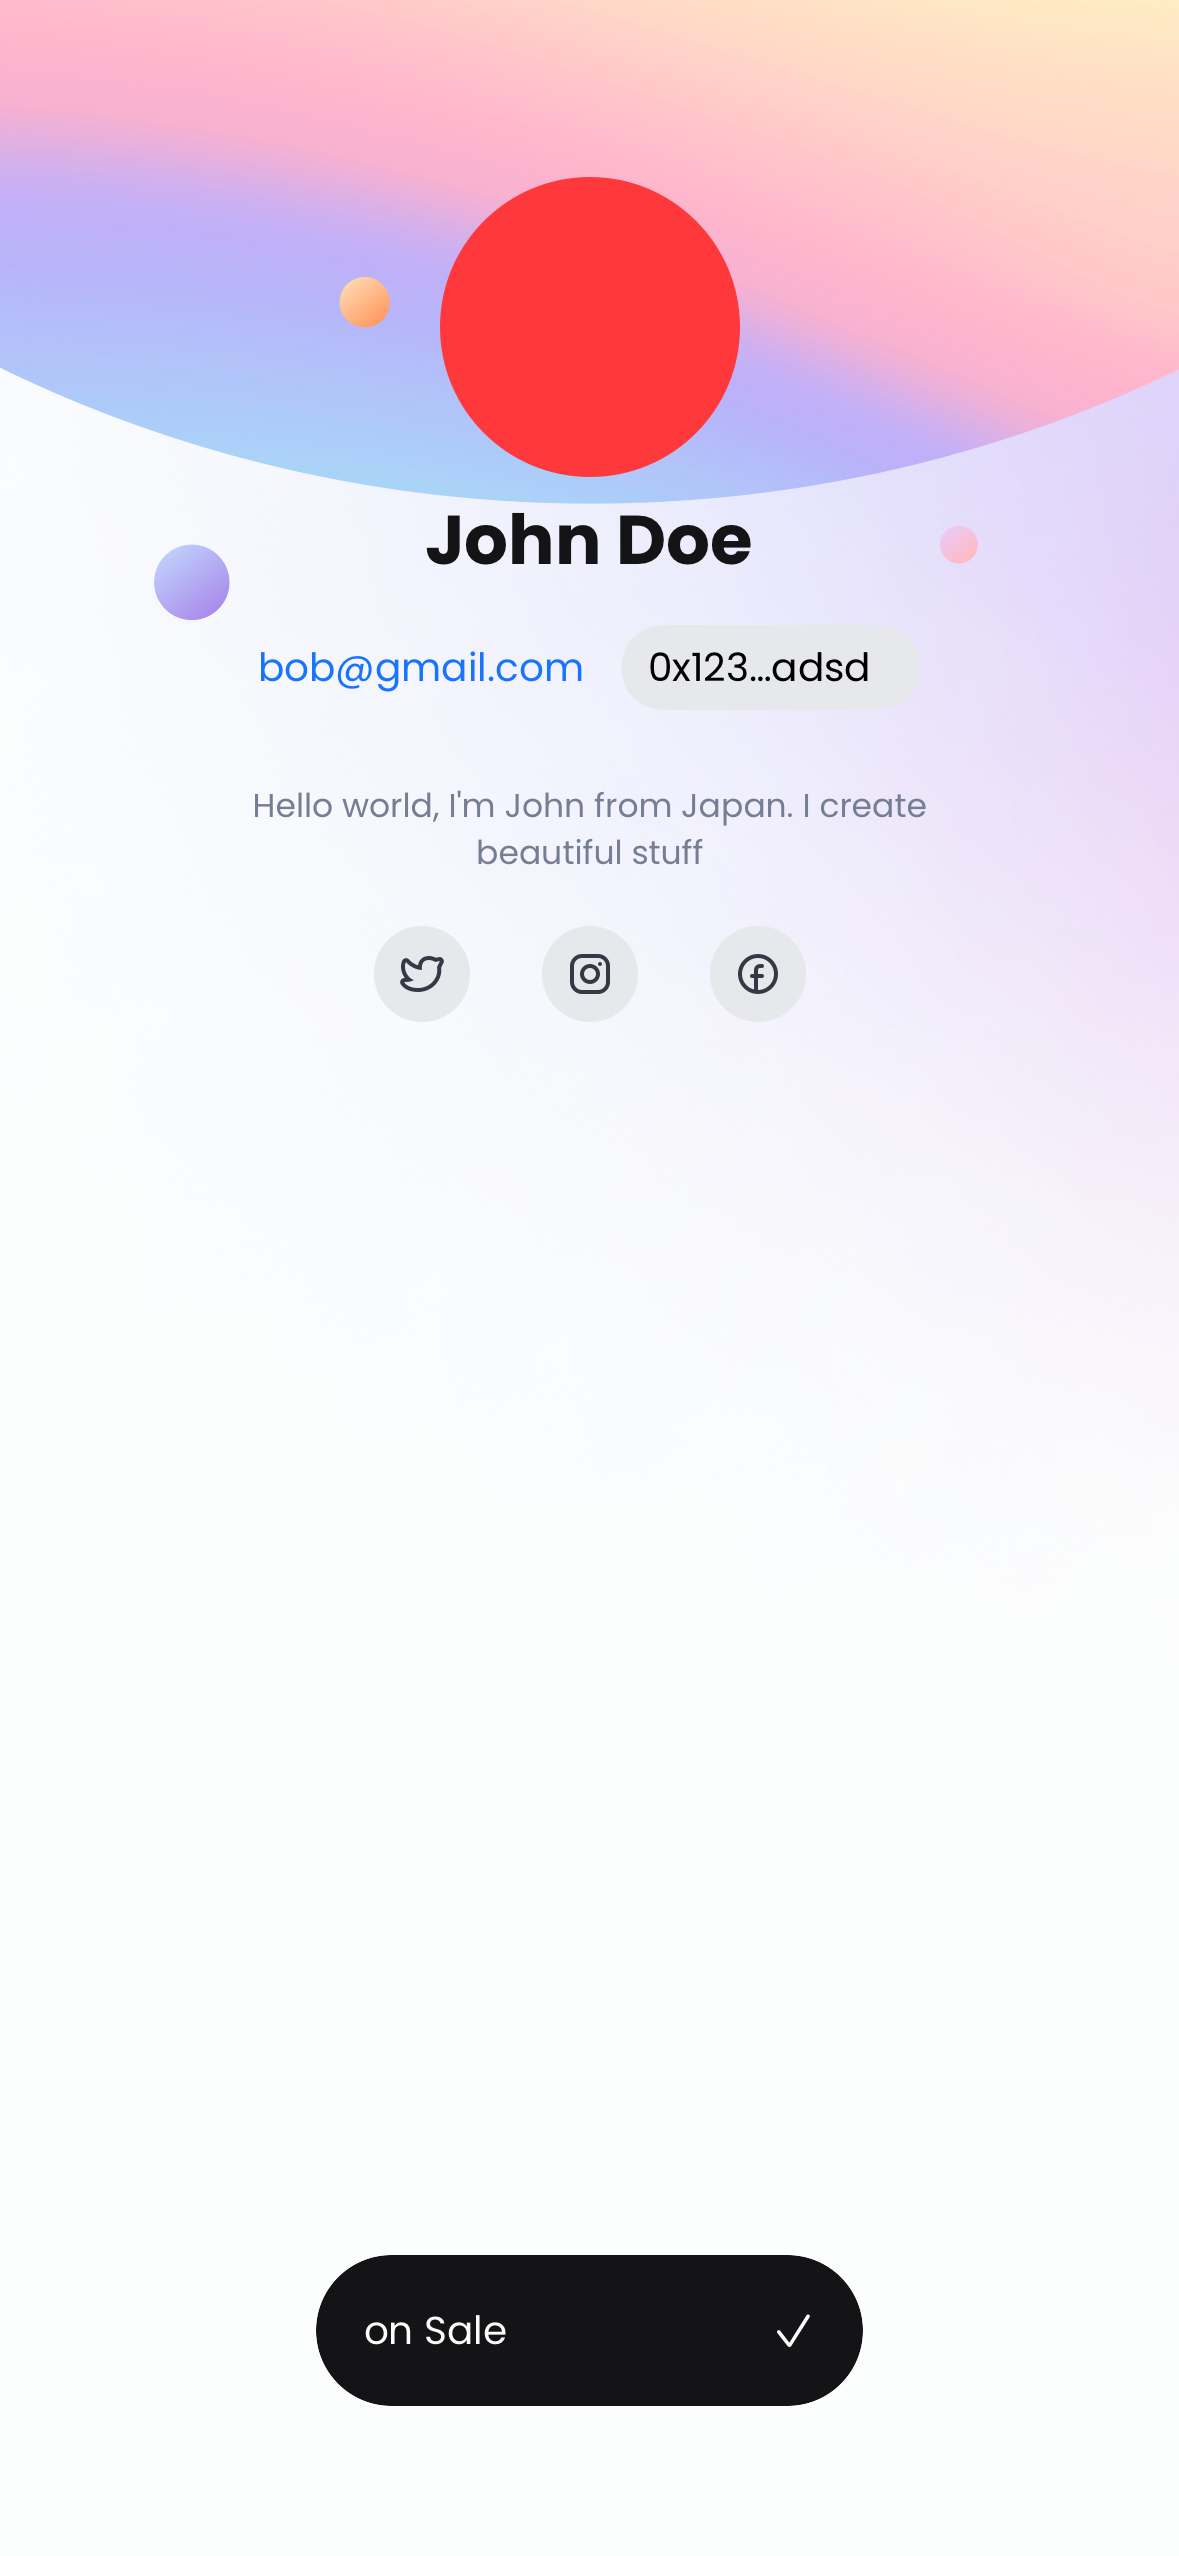 John Doe
bob@gmail.com 0x123...adsd
Hello world, I'm John from Japan. I create
beautiful stuff
on Sale